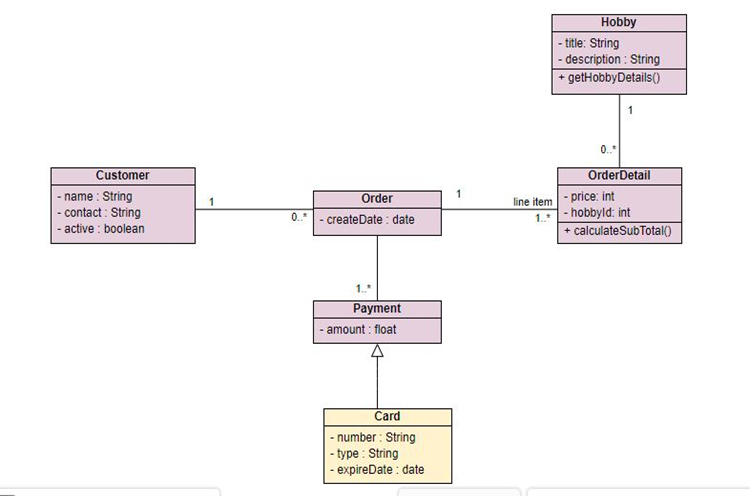 Hobby
- title: String
- description : String
+ getHobbyDetails()
1
0..*
Customer
- name : String
- contact : String
- active : boolean
1
0..*
Order
- createDate : date
1
line item
1..*
OrderDetail
- price: int
- hobbyId: int
+ calculateSubTotal()
1..*
Payment
- amount : float
Card
- number : String
- type : String
- expireDate : date